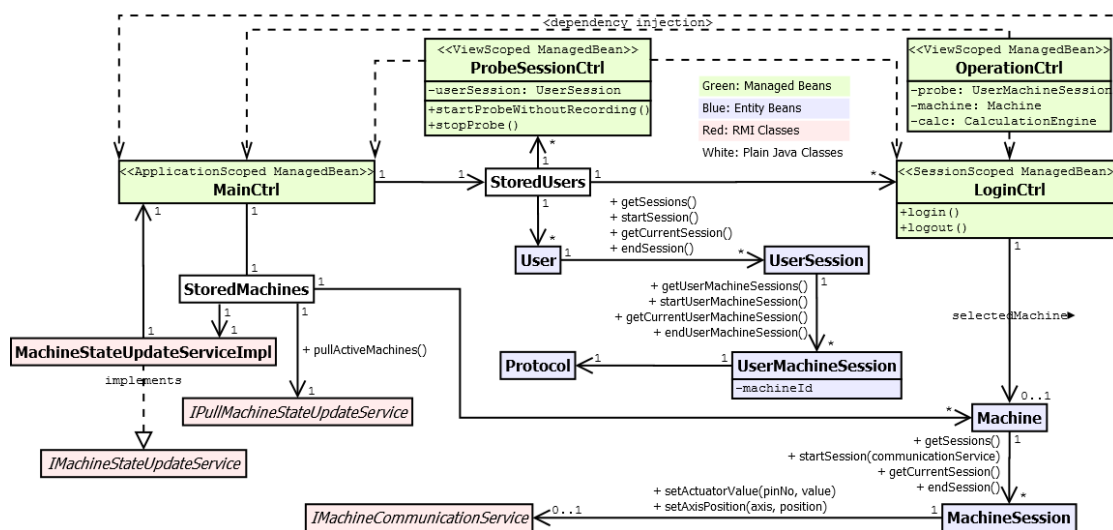 <dependency injection>
<<ViewScoped ManagedBean>>
ProbeSessionCtrl
-userSession: UserSession
+startProbeWithoutRecording()
+stopProbe()
<<ViewScoped ManagedBean>>
OperationCtrl
-probe: UserMachineSession
-machine: Machine
-calc: CalculationEngine
Green: Managed Beans
Blue: Entity Beans
Red: RMI Classes
White: Plain Java Classes
<<ApplicationScoped ManagedBean>>
MainCtrl
1
1
StoredUsers
*
1
1
*
<<SessionScoped ManagedBean>>
LoginCtrl
+login()
+logout()
1
1
1
*
User
1
+ getSessions()
+ startSession()
+ getCurrentSession()
+ endSession()
*
UserSession
1
1
1
StoredMachines
1
1
1
1
1
+ getUserMachineSessions()
+ startUserMachineSession()
+ getCurrentUserMachineSession()
+ endUserMachineSession()
*
selectedMachine
MachineStateUpdateServiceImpl
implements
+ pullActiveMachines()
1
Protocol
1
1
UserMachineSession
-machineId
IPullMachineStateUpdateService
IMachineStateUpdateService
*
0..1
Machine
1
+ getSessions()
+ startSession(communicationService)
+ getCurrentSession()
+ endSession()
*
+ setActuatorValue(pinNo, value)
+ setAxisPosition(axis, position)
IMachineCommunicationService
0..1
1
MachineSession